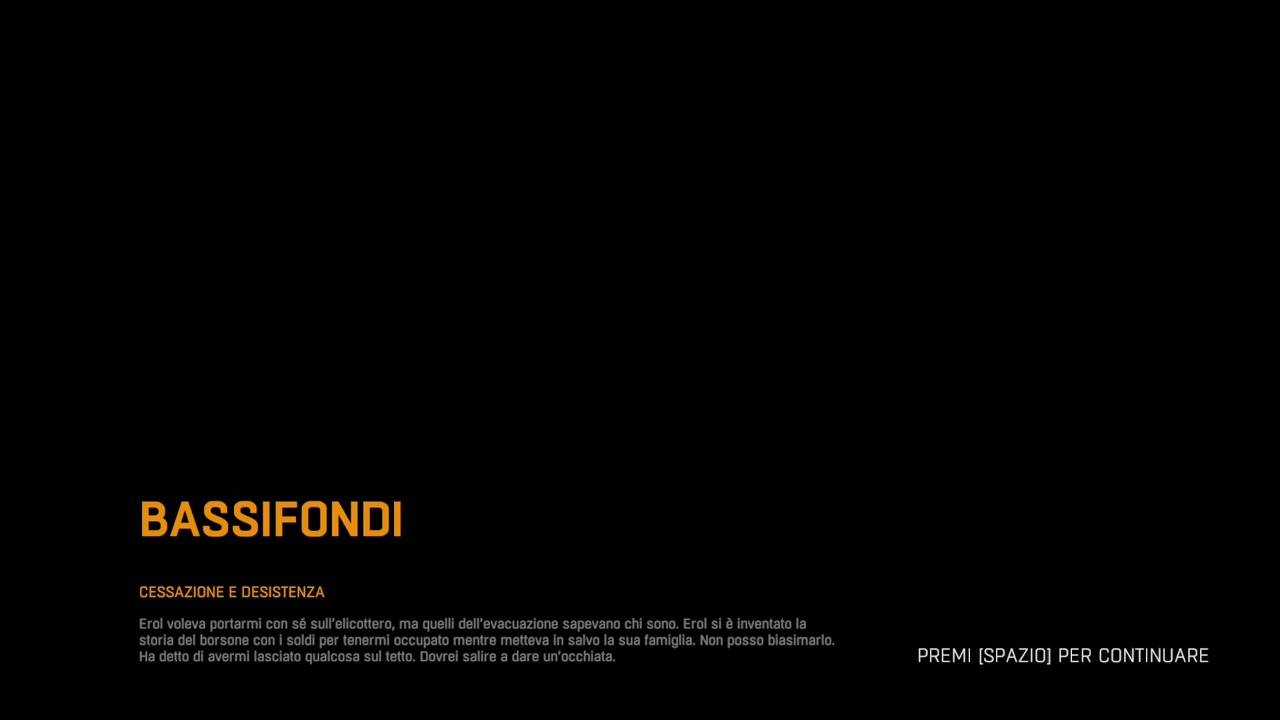 BASSIFONDI
CESSAZIONE E DESISTENZA
Erol voleva portarmi con sé sull'elicottero, ma quelli dell'evacuazione sapevano chi sono. Erol si è inventato la
storia del borsone con i soldi per tenermi occupato mentre metteva in salvo la sua famiglia. Non posso biasimarlo.
Ha detto di avermi lasciato qualcosa sul tetto. Dovrei salire a dare un'occhiata.
PREMI [SPAZIO] PER CONTINUARE